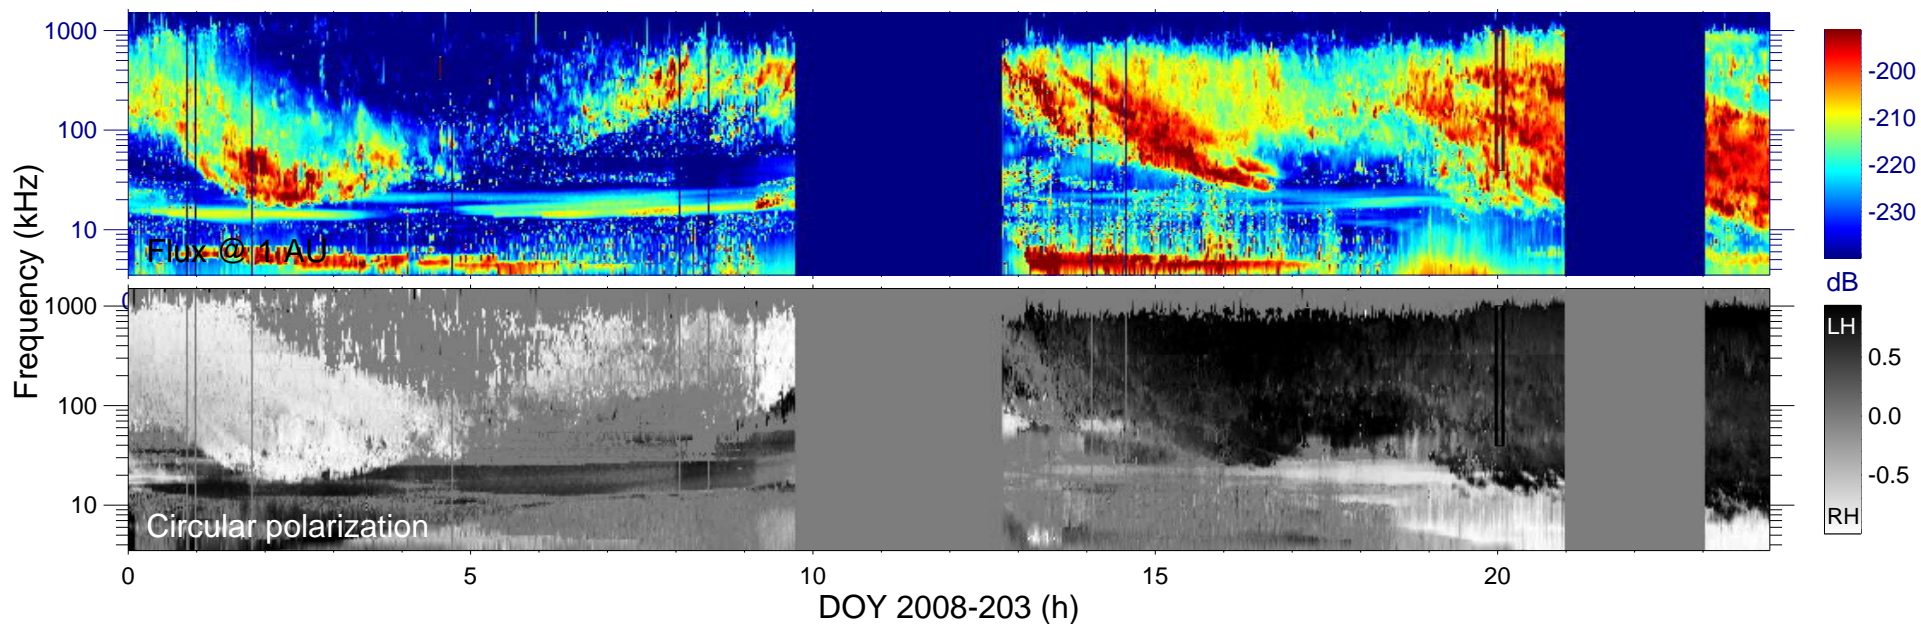 1000
100
10
Flux @ 1 AU
-200
-210
-220
-230
dB
0
Frequency (kHz)
1000
100
10
Circular polarization
LH
0.5
0.0
-0.5
RH
0
5
10
15
20
DOY 2008-203 (h)